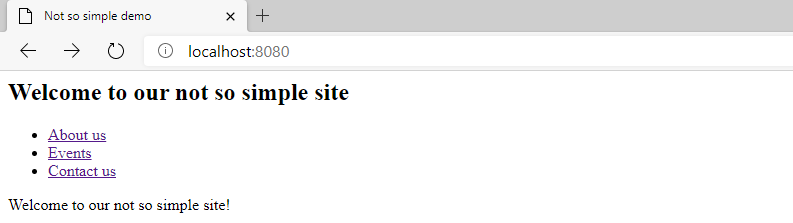 Not so simple demo
localhost:8080
Welcome to our not so simple site
About us
Events
Contact us
Welcome to our not so simple site!